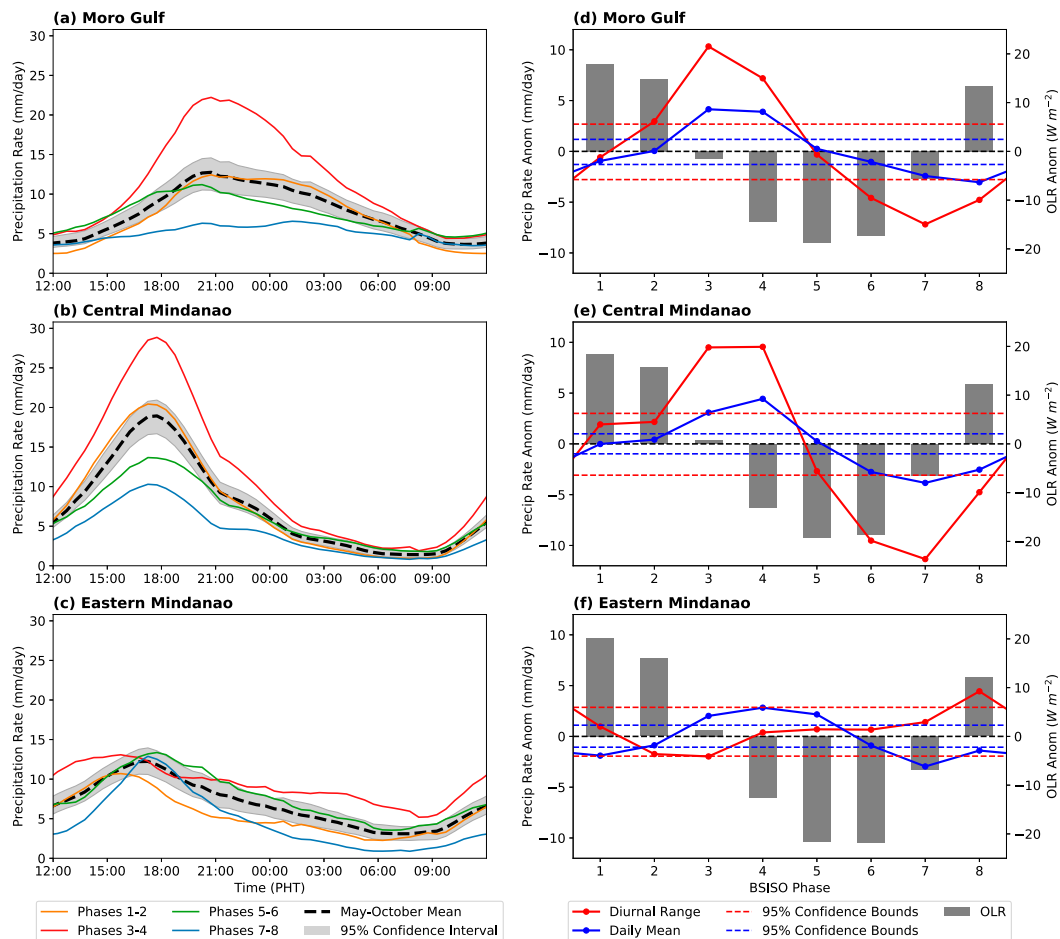 (a) Moro Gulf
Precipitation Rate (mm/day)
30
25
20
15
10
5
0
12:00 15:00 18:00 21:00 00:00 03:00 06:00 09:00
(d) Moro Gulf
Precip Rate Anom (mm/day)
10
5
0
−5
−10
20
10
0
−10
−20
OLR Anom (W m⁻²)
1 2 3 4 5 6 7 8
(b) Central Mindanao
Precipitation Rate (mm/day)
30
25
20
15
10
5
0
12:00 15:00 18:00 21:00 00:00 03:00 06:00 09:00
(e) Central Mindanao
Precip Rate Anom (mm/day)
10
5
0
−5
−10
20
10
0
−10
−20
OLR Anom (W m⁻²)
1 2 3 4 5 6 7 8
(c) Eastern Mindanao
Precipitation Rate (mm/day)
30
25
20
15
10
5
0
12:00 15:00 18:00 21:00 00:00 03:00 06:00 09:00
Time (PHT)
(f) Eastern Mindanao
Precip Rate Anom (mm/day)
10
5
0
−5
−10
20
10
0
−10
−20
OLR Anom (W m⁻²)
1 2 3 4 5 6 7 8
BSISO Phase
Phases 1-2 Phases 5-6 May-October Mean
Phases 3-4 Phases 7-8 95% Confidence Interval
Diurnal Range 95% Confidence Bounds OLR
Daily Mean 95% Confidence Bounds